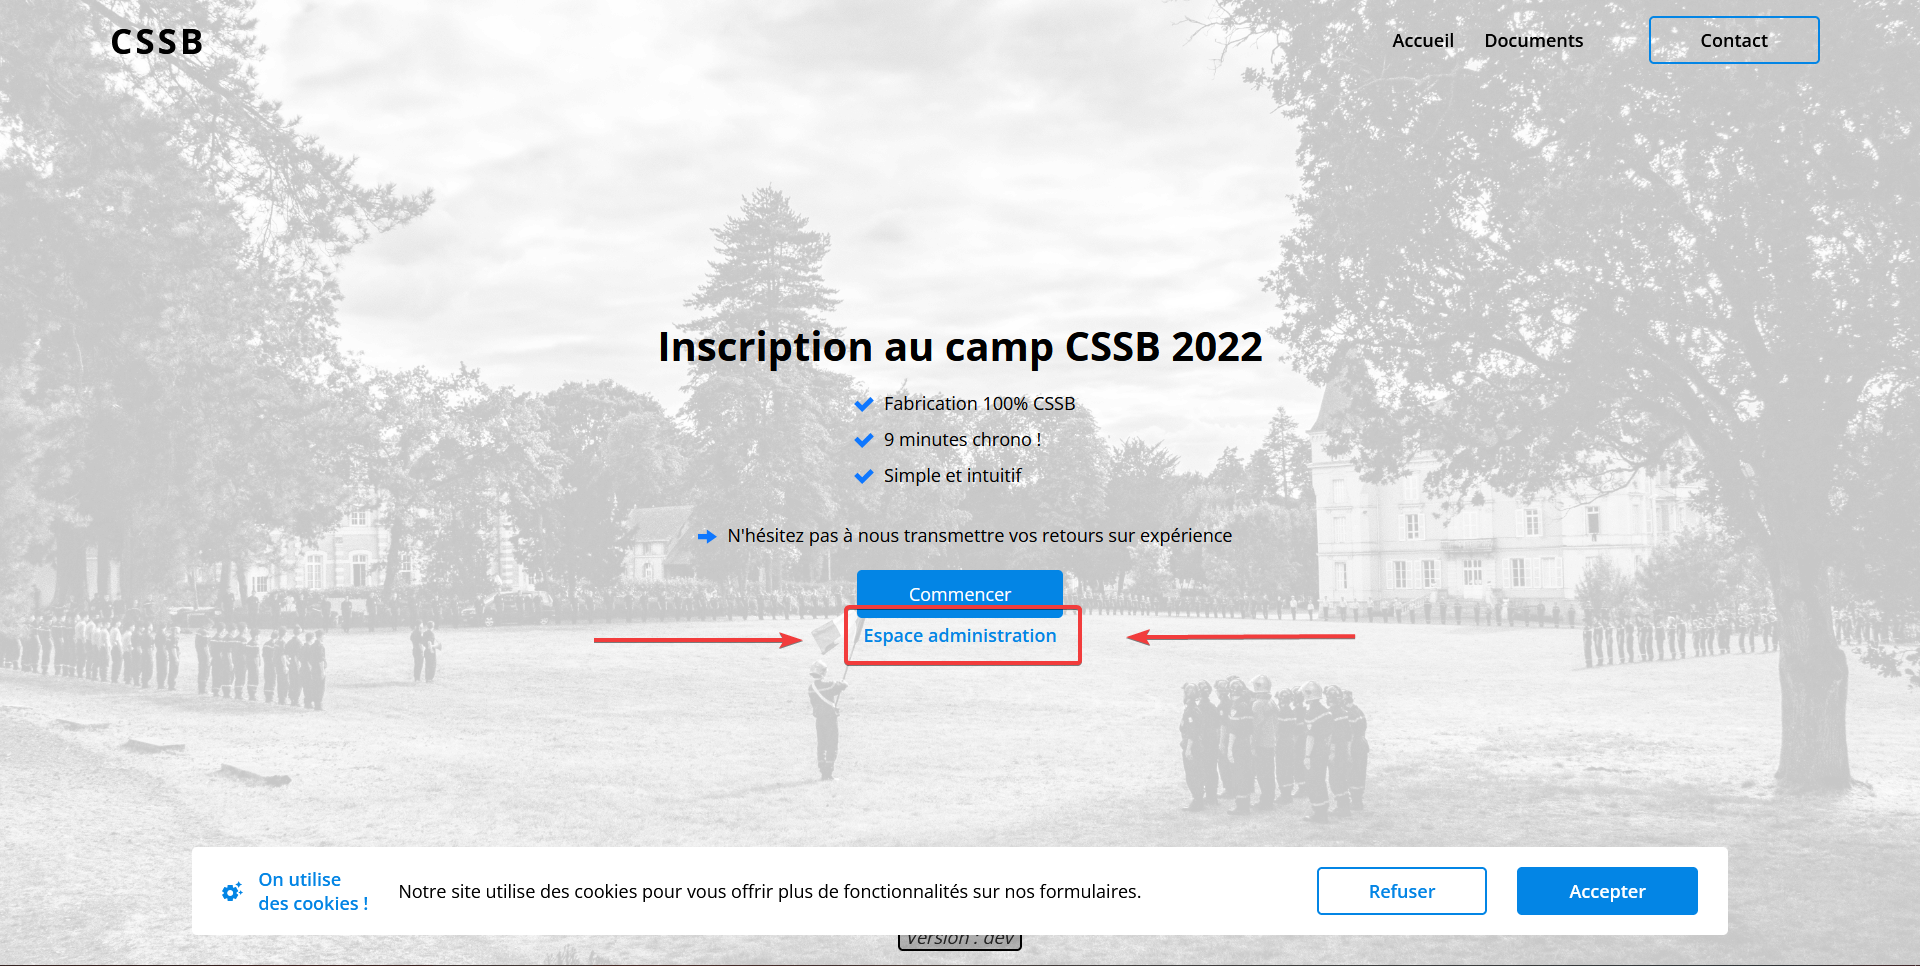 CSSB
Accueil
Documents
Contact
Inscription au camp CSSB 2022
Fabrication 100% CSSB
9 minutes chrono !
Simple et intuitif
N'hésitez pas à nous transmettre vos retours sur expérience
Commencer
Espace administration
On utilise
des cookies !
Notre site utilise des cookies pour vous offrir plus de fonctionnalités sur nos formulaires.
Refuser
Accepter
Version : dev